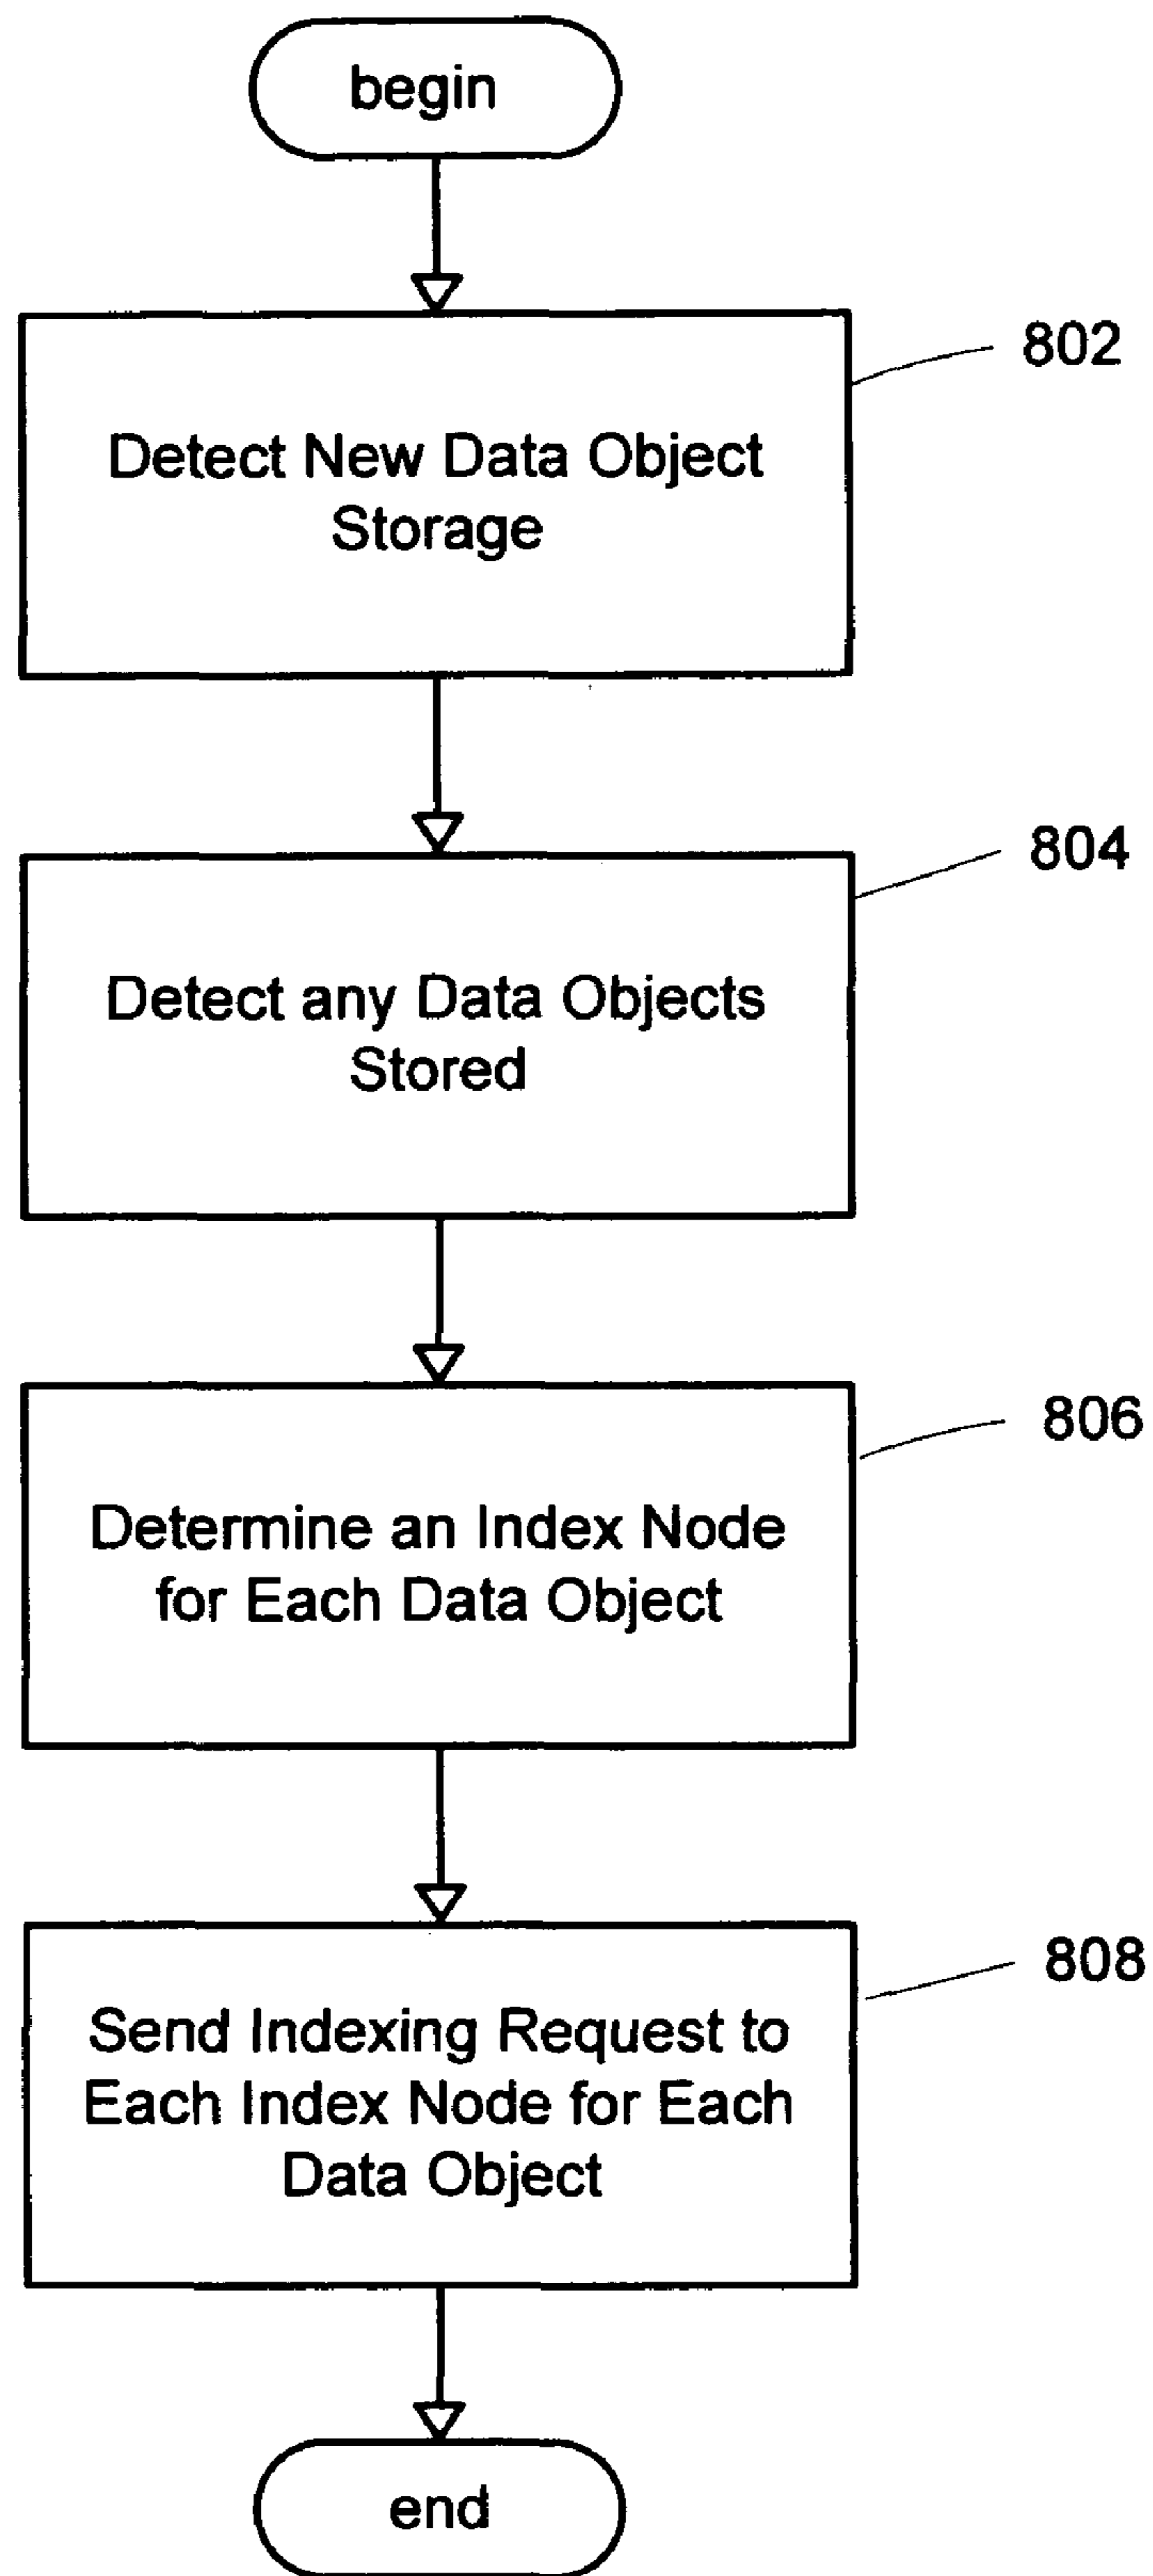 begin
802
Detect New Data Object
Storage
804
Detect any Data Objects
Stored
806
Determine an Index Node
for Each Data Object
808
Send Indexing Request to
Each Index Node for Each
Data Object
end